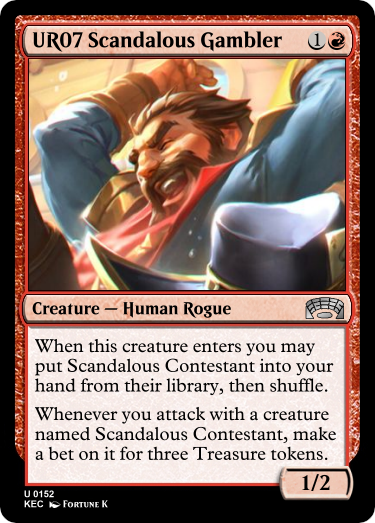 UR07 Scandalous Gambler 1
Creature — Human Rogue
When this creature enters you may
put Scandalous Contestant into your
hand from their library, then shuffle.
Whenever you attack with a creature
named Scandalous Contestant, make
a bet on it for three Treasure tokens.
1/2
U 0152
KEC Fortune K